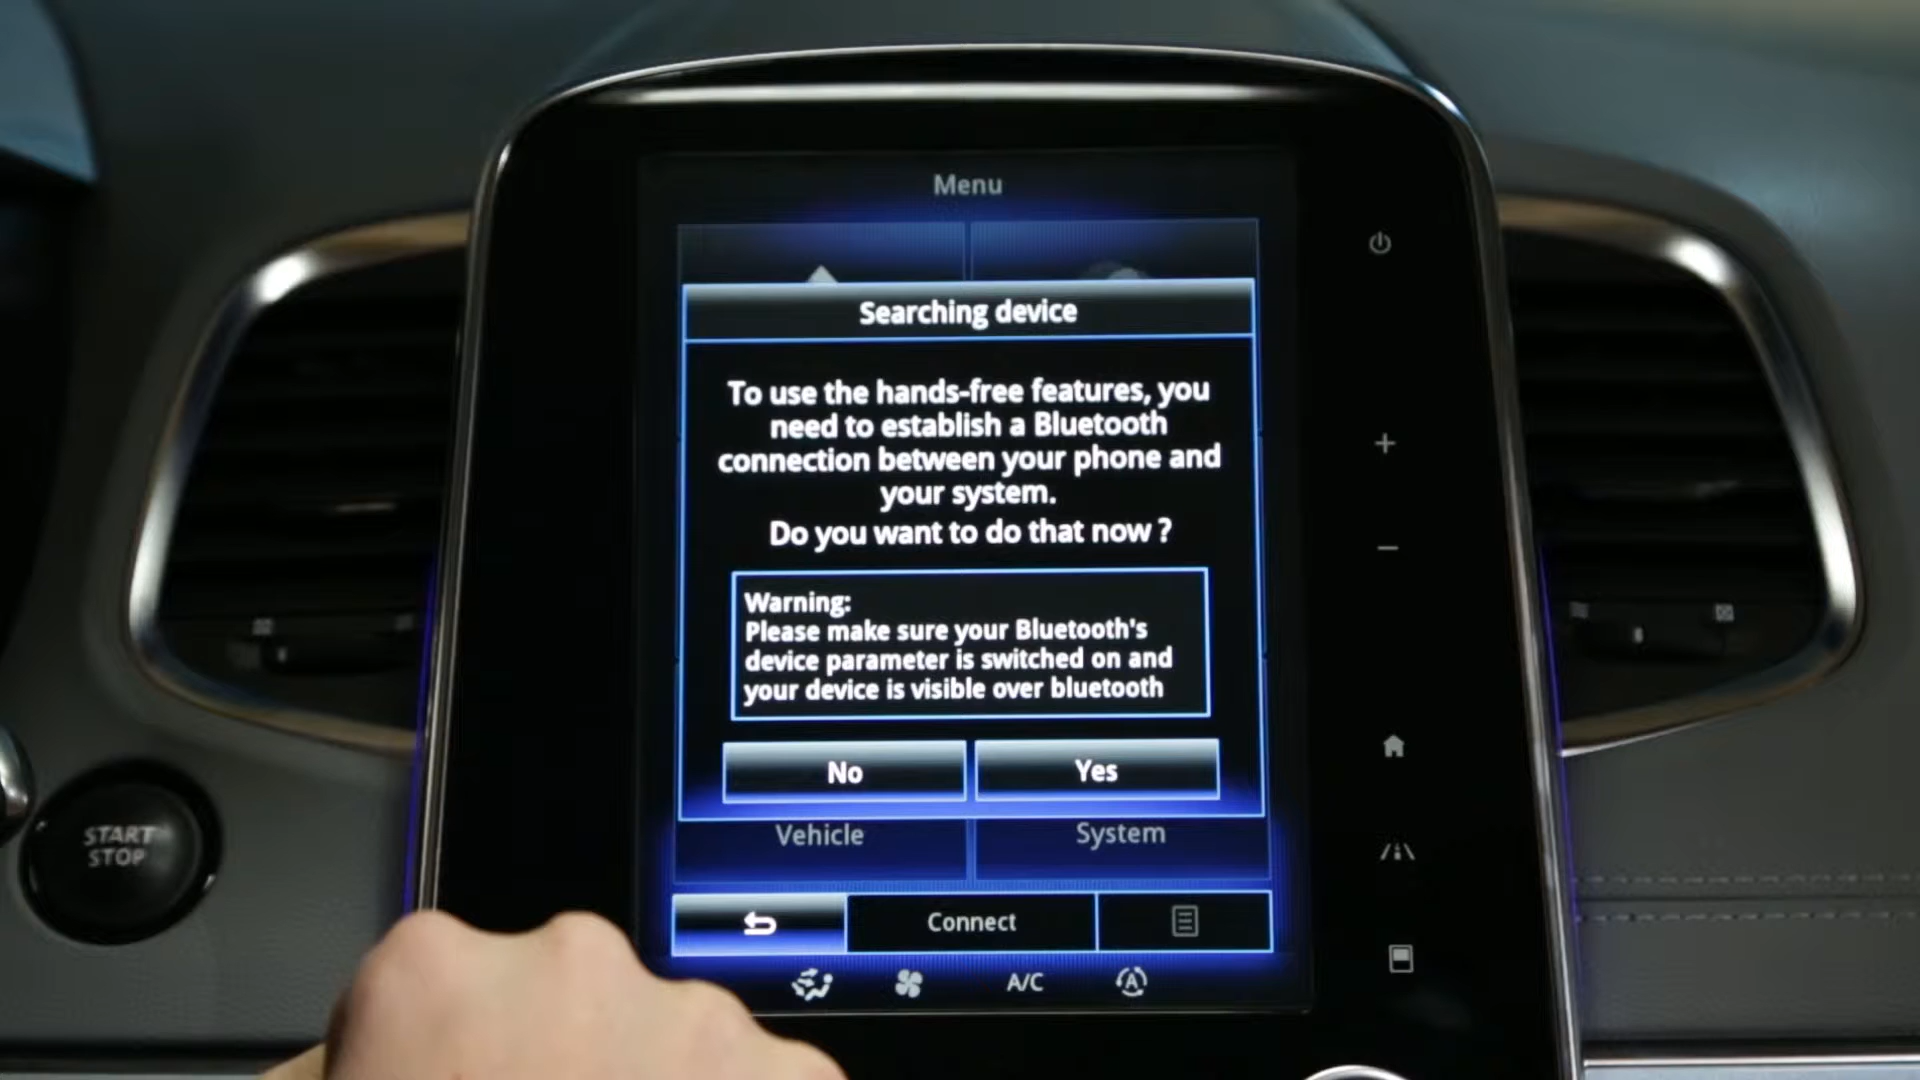 Menu
Searching device
To use the hands-free features, you
need to establish a Bluetooth
connection between your phone and
your system.
Do you want to do that now ?
Warning:
Please make sure your Bluetooth's
device parameter is switched on and
your device is visible over bluetooth
No
Yes
Vehicle
System
Connect
A/C
A
START
STOP